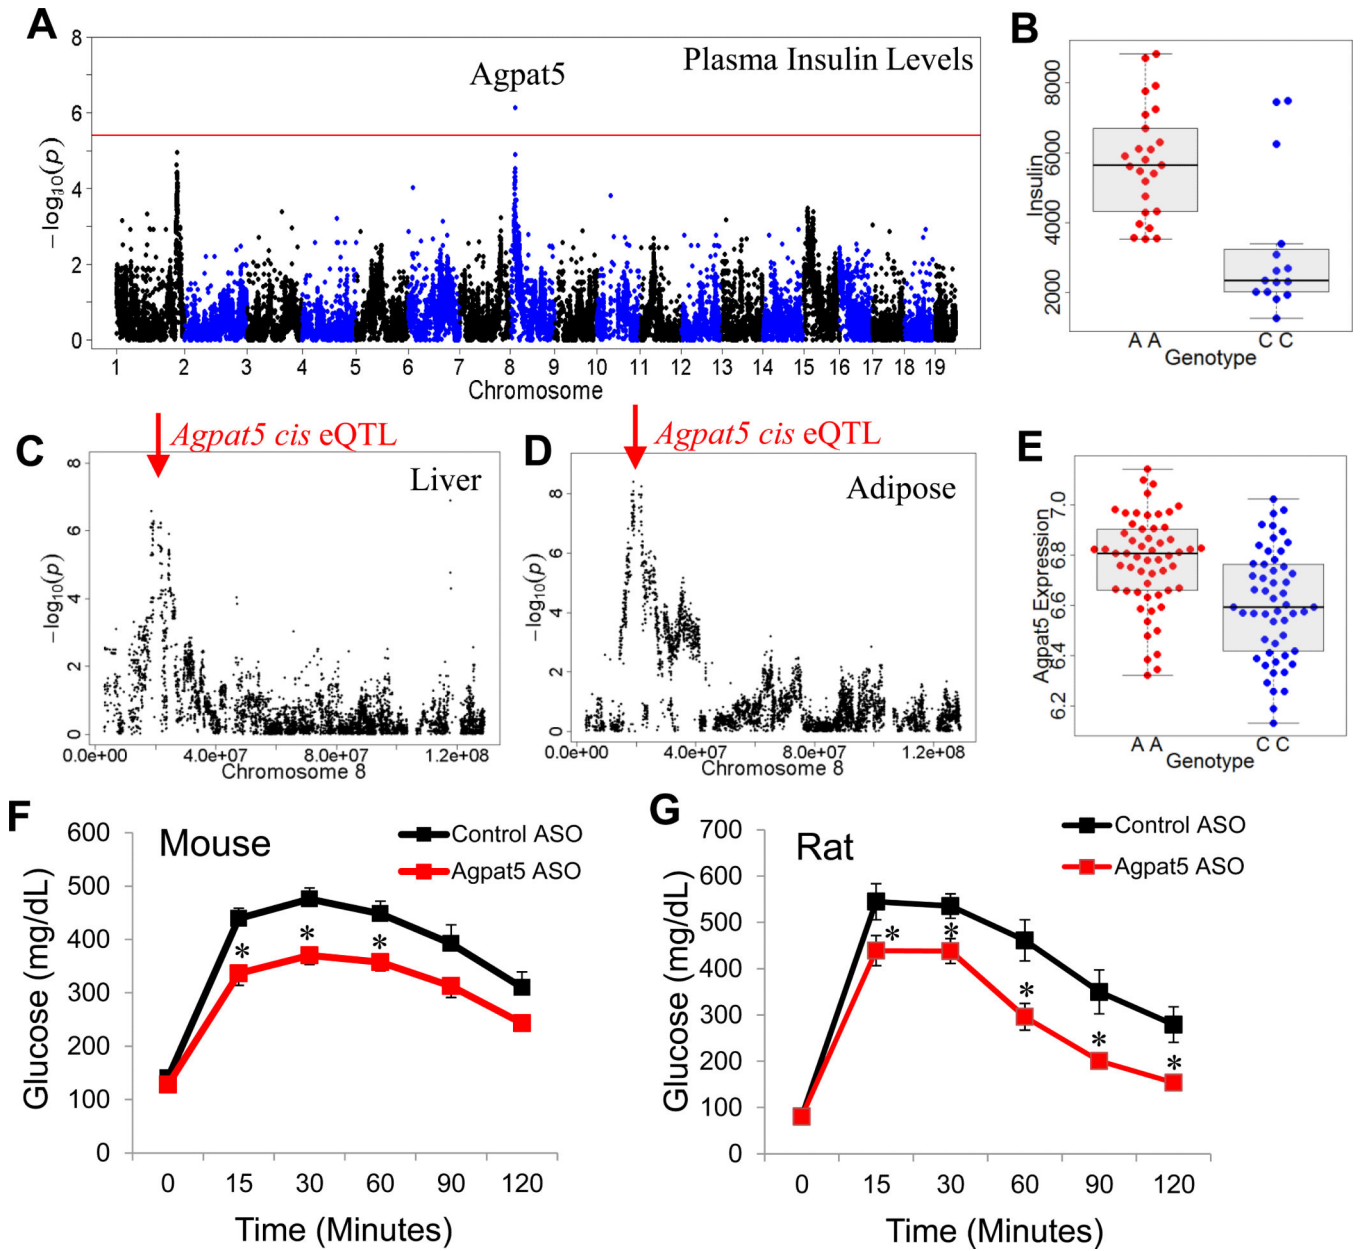 A
Plasma Insulin Levels
Agpat5
8
6
4
2
0
−log10(p)
1 2 3 4 5 6 7 8 9 10 11 12 13 14 15 16 17 18 19
Chromosome
B
8000
6000
4000
2000
Insulin
A A
C C
Genotype
C
Agpat5 cis eQTL
Liver
8
6
4
2
0
−log10(p)
0.0e+00 4.0e+07 8.0e+07 1.2e+08
Chromosome 8
D
Agpat5 cis eQTL
Adipose
8
6
4
2
0
−log10(p)
0.0e+00 4.0e+07 8.0e+07 1.2e+08
Chromosome 8
E
7.0
6.8
6.6
6.4
6.2
Agpat5 Expression
A A
C C
Genotype
F
Mouse
Control ASO
Agpat5 ASO
600
500
400
300
200
100
0
Glucose (mg/dL)
* * *
0 15 30 60 90 120
Time (Minutes)
G
Rat
Control ASO
Agpat5 ASO
700
600
500
400
300
200
100
0
Glucose (mg/dL)
* * * * *
0 15 30 60 90 120
Time (Minutes)